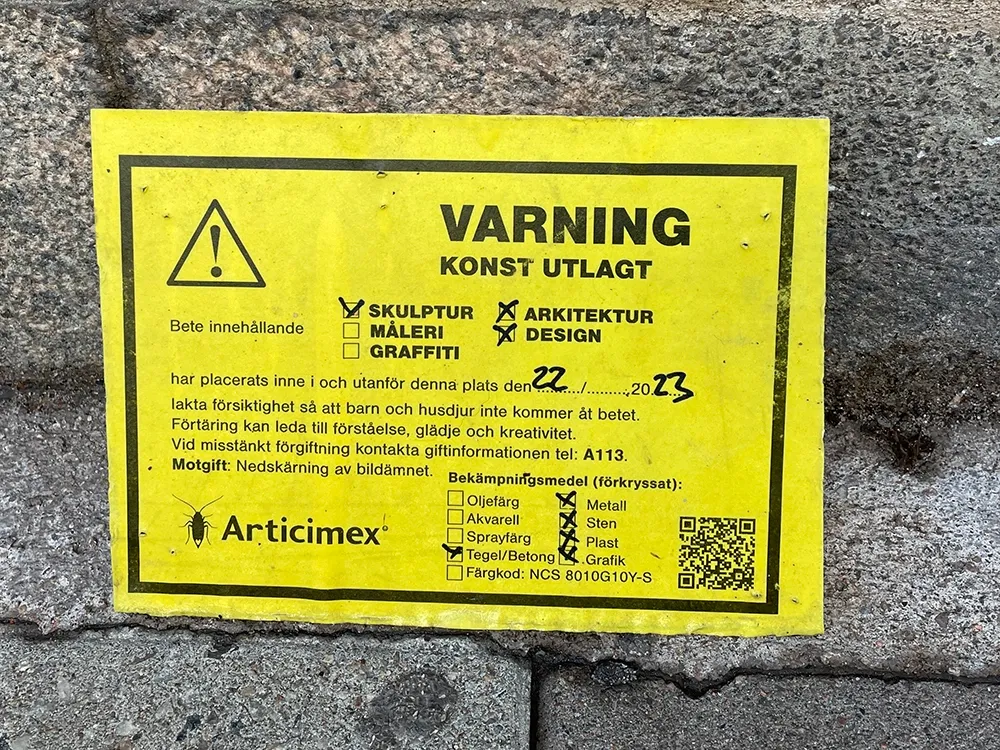 VARNING
KONST UTLAGT
Bete innehållande
SKULPTUR
MÅLERI
GRAFFITI
ARKITEKTUR
DESIGN
har placerats inne i och utanför denna plats den 22 /........,2023
Iakta försiktighet så att barn och husdjur inte kommer åt betet.
Förtäring kan leda till förståelse, glädje och kreativitet.
Vid misstänkt förgiftning kontakta giftinformationen tel: A113.
Motgift: Nedskärning av bildämnet.
Articimex
Bekämpningsmedel (förkryssat):
Oljefärg
Akvarell
Sprayfärg
Tegel/Betong
Färgkod: NCS 8010G10Y-S
Metall
Sten
Plast
Grafik